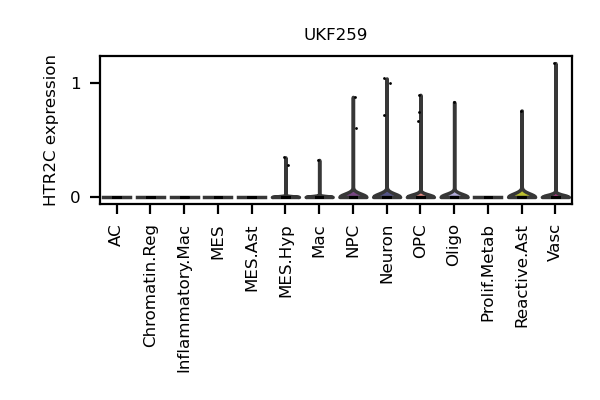 UKF259
HTR2C expression
1
0
AC
Chromatin.Reg
Inflammatory.Mac
MES
MES.Ast
MES.Hyp
Mac
NPC
Neuron
OPC
Oligo
Prolif.Metab
Reactive.Ast
Vasc